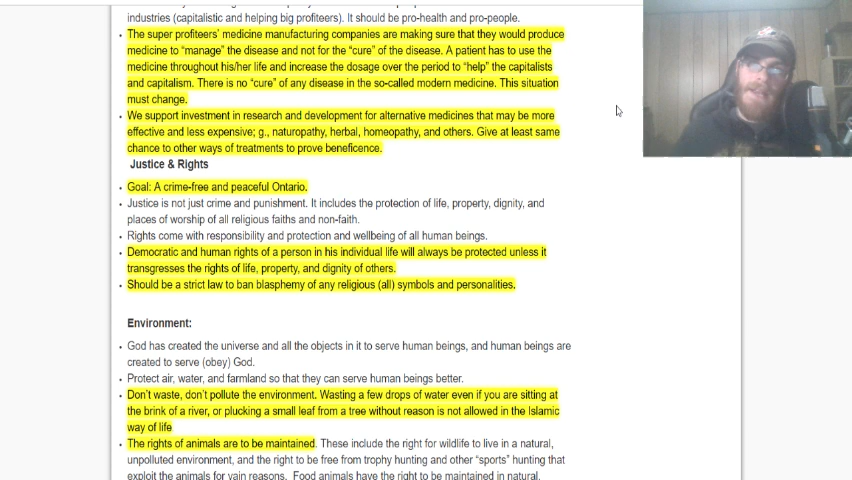 industries (capitalistic and helping big profiteers). It should be pro-health and pro-people.
The super profiteers' medicine manufacturing companies are making sure that they would produce
medicine to “manage” the disease and not for the “cure” of the disease. A patient has to use the
medicine throughout his/her life and increase the dosage over the period to “help” the capitalists
and capitalism. There is no “cure” of any disease in the so-called modern medicine. This situation
must change.
We support investment in research and development for alternative medicines that may be more
effective and less expensive; g., naturopathy, herbal, homeopathy, and others. Give at least same
chance to other ways of treatments to prove beneficence.
Justice & Rights
Goal: A crime-free and peaceful Ontario.
Justice is not just crime and punishment. It includes the protection of life, property, dignity, and
places of worship of all religious faiths and non-faith.
Rights come with responsibility and protection and wellbeing of all human beings.
Democratic and human rights of a person in his individual life will always be protected unless it
transgresses the rights of life, property, and dignity of others.
Should be a strict law to ban blasphemy of any religious (all) symbols and personalities.
Environment:
God has created the universe and all the objects in it to serve human beings, and human beings are
created to serve (obey) God.
Protect air, water, and farmland so that they can serve human beings better.
Don't waste, don't pollute the environment. Wasting a few drops of water even if you are sitting at
the brink of a river, or plucking a small leaf from a tree without reason is not allowed in the Islamic
way of life
The rights of animals are to be maintained. These include the right for wildlife to live in a natural,
unpolluted environment, and the right to be free from trophy hunting and other “sports” hunting that
exploit the animals for vain reasons. Food animals have the right to be maintained in natural,